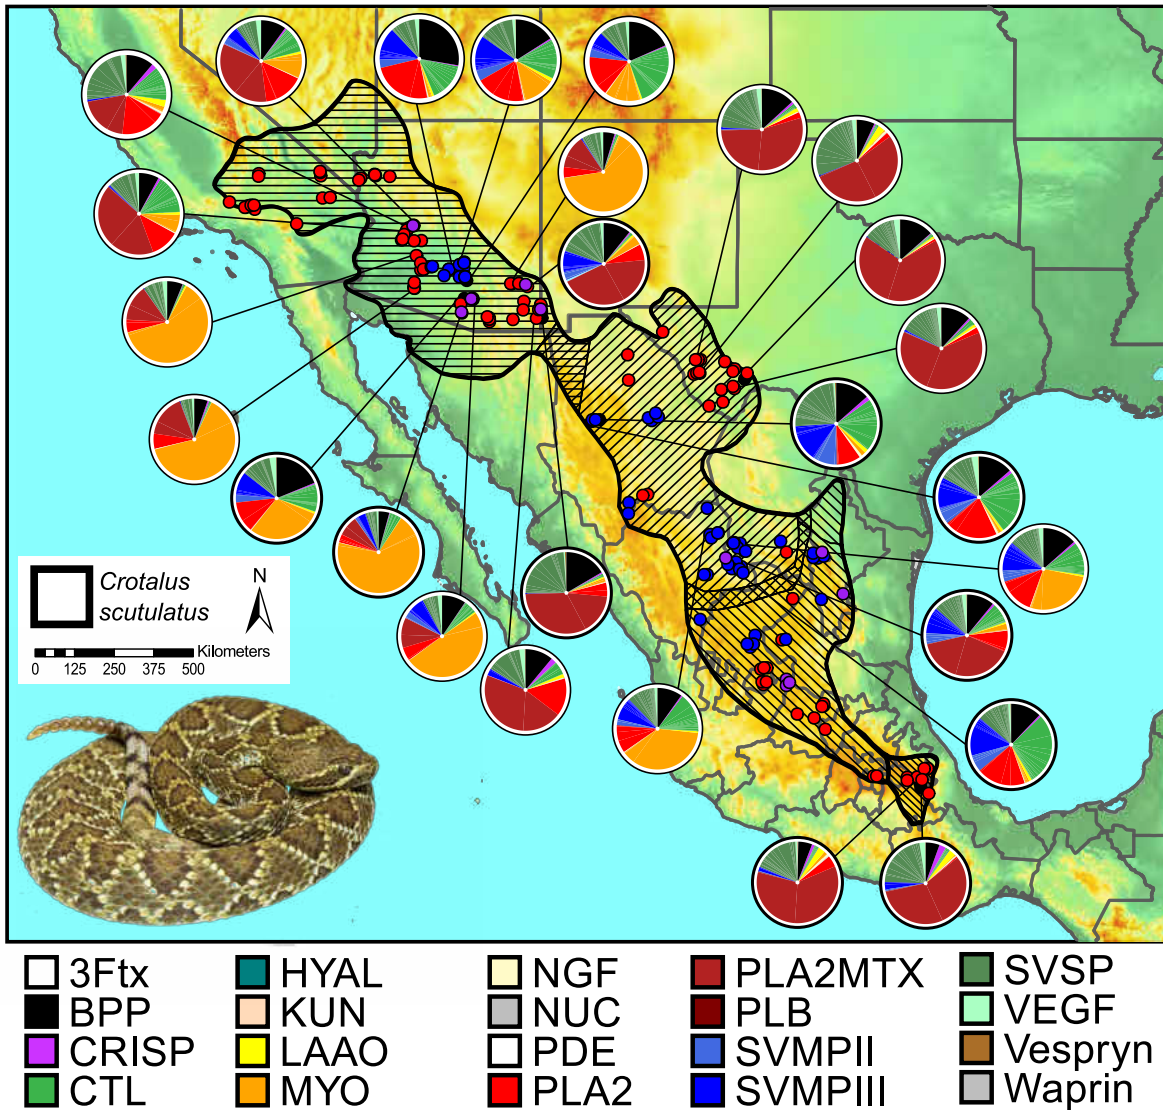 Crotalus
scutulatus
N
Kilometers
0 125 250 375 500
3Ftx HYAL NGF PLA2MTX SVSP
BPP KUN NUC PLB VEGF
CRISP LAAO PDE SVMPII Vespryn
CTL MYO PLA2 SVMPIII Waprin